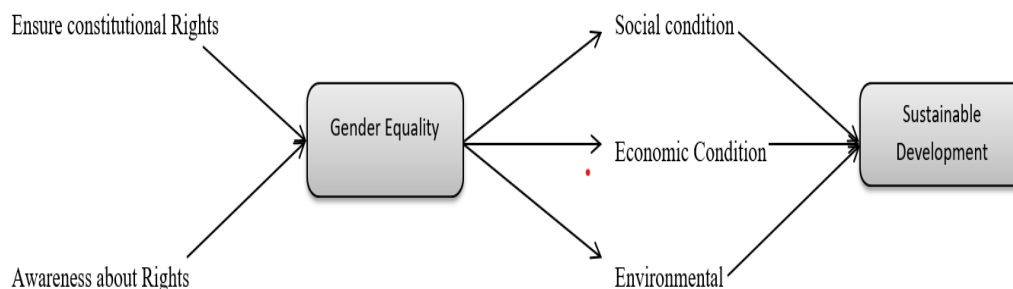 Ensure constitutional Rights
Awareness about Rights
Gender Equality
Social condition
Economic Condition
Environmental
Sustainable
Development